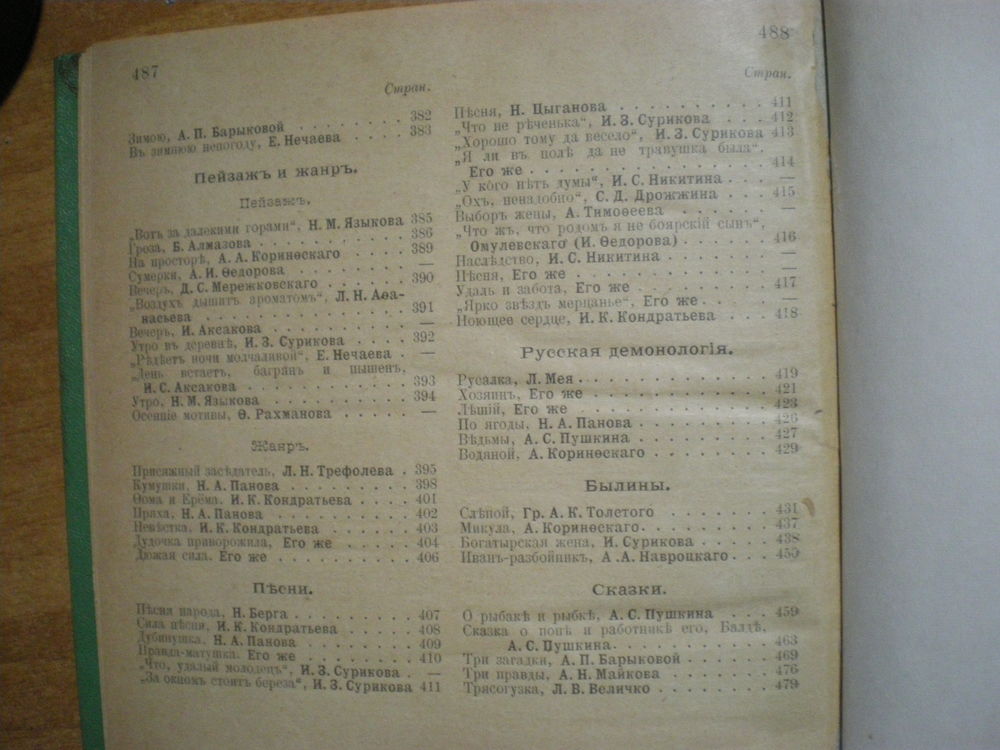 487
Стран.
Зимою, А. П. Барыковой . . . . . . . . 382
Въ зимнюю непогоду, Е. Нечаева . . . . 383
Пейзажъ и жанръ.
Пейзажъ.
„Вотъ за далекими горами“, Н. М. Языкова 385
Гроза, Б. Алмазова . . . . . . . . 386
На просторѣ, А. А. Коринѳскаго . . . . 389
Сумерки, А. И. Ѳедорова . . . . . . —
Вечеръ, Д. С. Мережковскаго . . . . . 390
„Воздухъ дышитъ ароматомъ“, Л. Н. Аѳа-
насьева . . . . . . . . . . 391
Вечеръ, И. Аксакова . . . . . . . . —
Утро въ деревнѣ, И. З. Сурикова . . . . 392
„Рѣдѣетъ ночи молчаливой“, Е. Нечаева . —
„День встаетъ, багрянъ и пышенъ,
И. С. Аксакова . . . . . . . . 393
Утро, Н. М. Языкова . . . . . . . . 394
Осенніе мотивы, Ѳ. Рахманова . . . . . —
Жанръ.
Присяжный засѣдатель, Л. Н. Трефолева . 395
Кумушки, Н. А. Панова . . . . . . . 398
Ѳома и Ерёма, И. К. Кондратьева . . . . 401
Пряха, Н. А. Панова . . . . . . . . 402
Невѣстка, И. К. Кондратьева . . . . . 403
Дудочка приворожила, Его же . . . . . 404
Дюжая сила, Его же . . . . . . . . 406
Пѣсни.
Пѣсня народа, Н. Берга . . . . . . . 407
Сила пѣсни, И. К. Кондратьева . . . . . 408
Дубинушка, Н. А. Панова . . . . . . 409
Правда-матушка. Его же . . . . . . . 410
„Что, удалый молодецъ“, И. З. Сурикова . —
„За окномъ стоитъ береза“, И. З. Сурикова 411
488
Стран.
Пѣсня, Н. Цыганова . . . . . . . . 411
„Что не рѣченька“, И. З. Сурикова . . . 412
„Хорошо тому да весело“, И. З. Сурикова 413
„Я ли въ полѣ да не травушка была“,
Его же . . . . . . . . . . . 414
„У кого нѣтъ думы“, И. С. Никитина . . . —
„Охъ, ненадобно“, С. Д. Дрожжина . . . 415
Выборъ жены, А. Тимоѳеева . . . . . —
„Что жъ, что родомъ я не боярскій сынъ“,
Омулевскаго (И. Ѳедорова) . . . . . 416
Наслѣдство, И. С. Никитина . . . . . —
Пѣсня, Его же . . . . . . . . . . —
Удаль и забота, Его же . . . . . . . 417
„Ярко звѣздъ мерцанье“, Его же . . . . —
Ноющее сердце, И. К. Кондратьева . . . 418
Русская демонологія.
Русалка, Л. Мея . . . . . . . . . . 419
Хозяинъ, Его же . . . . . . . . . . 421
Лѣшій, Его же . . . . . . . . . . 423
По ягоды, Н. А. Панова . . . . . . . 426
Вѣдьмы, А. С. Пушкина . . . . . . . 427
Водяной, А. Коринѳскаго . . . . . . . 429
Былины.
Слѣпой, Гр. А. К. Толстого . . . . . . 431
Микула, А. Коринѳскаго . . . . . . . 437
Богатырская жена, И. Сурикова . . . . 438
Иванъ-разбойникъ, А .А. Навроцкаго . . . 450
Сказки.
О рыбакѣ и рыбкѣ, А. С. Пушкина . . . 459
Сказка о попѣ и работникѣ его, Балдѣ,
А. С. Пушкина . . . . . . . . . 463
Три загадки, А. П. Барыковой . . . . . 469
Три правды, А. Н. Майкова . . . . . . 476
Трясогузка, Л. В. Величко . . . . . . 479